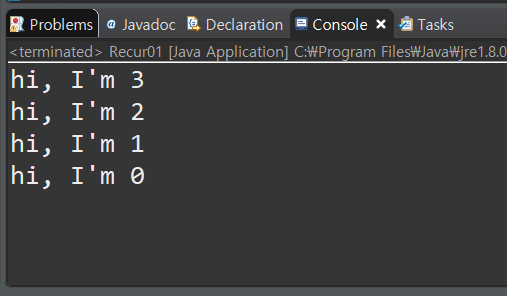 Problems @ Javadoc Declaration Console Tasks
<terminated> Recur01 [Java Application] C:₩Program Files₩Java₩jre1.8.0
hi, I'm 3
hi, I'm 2
hi, I'm 1
hi, I'm 0